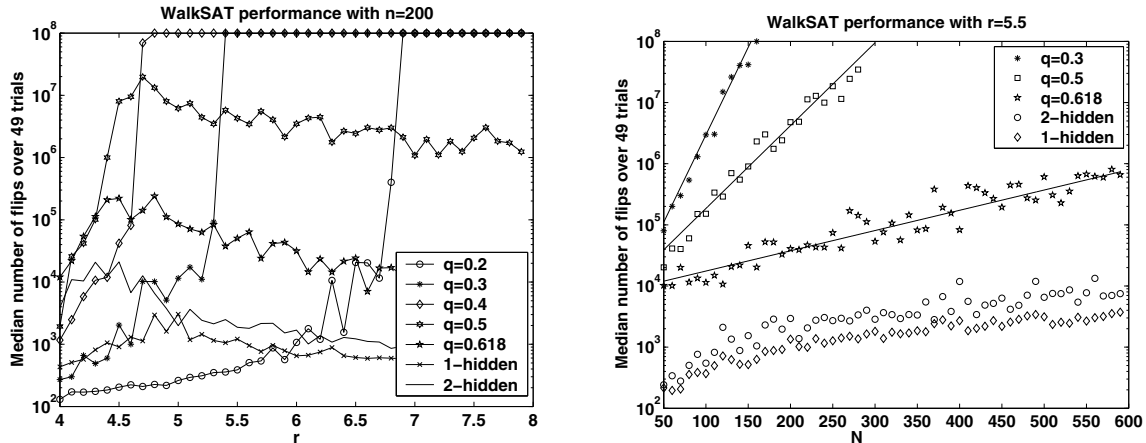 WalkSAT performance with n=200
Median number of flips over 49 trials
10^8
10^7
10^6
10^5
10^4
10^3
10^2
4
4.5
5
5.5
6
6.5
7
7.5
8
r
q=0.2
q=0.3
q=0.4
q=0.5
q=0.618
1-hidden
2-hidden
WalkSAT performance with r=5.5
Median number of flips over 49 trials
10^8
10^7
10^6
10^5
10^4
10^3
10^2
50
100
150
200
250
300
350
400
450
500
550
600
N
q=0.3
q=0.5
q=0.618
2-hidden
1-hidden